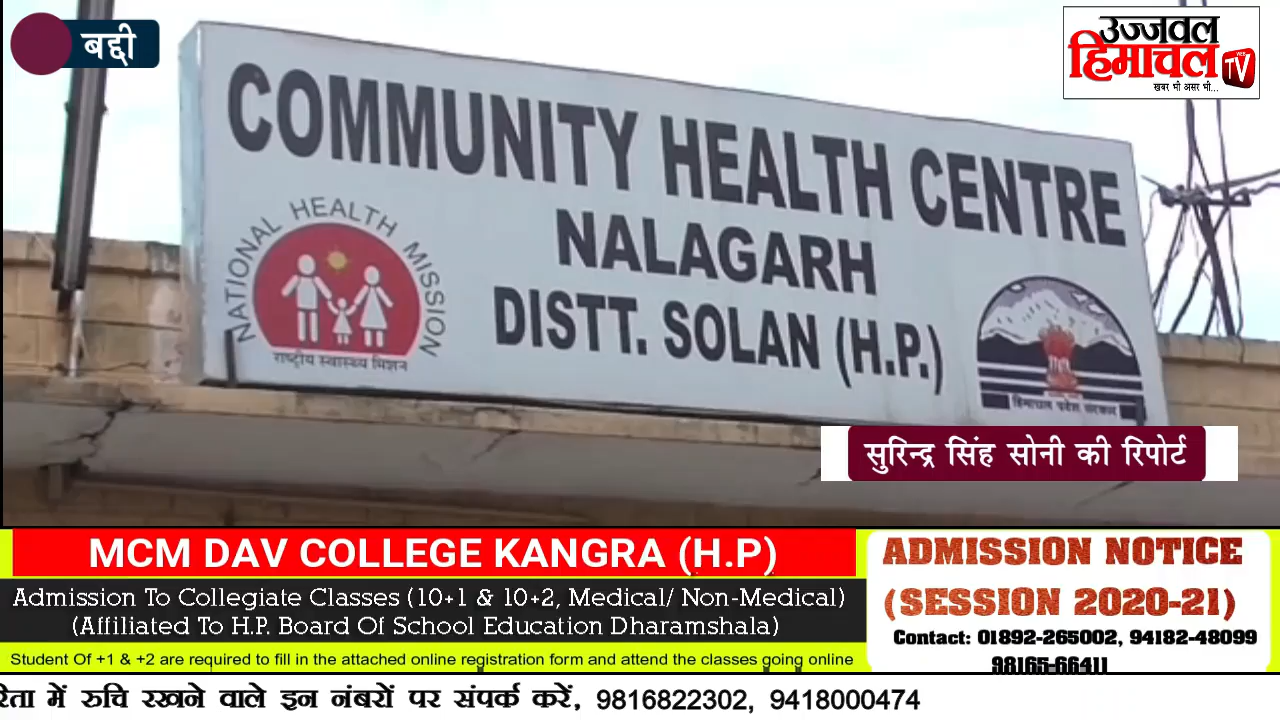 बद्दी
उज्जवल
हिमाचल
WEB
TV
खबर भी असर भी...
COMMUNITY HEALTH CENTRE
NALAGARH
DISTT. SOLAN (H.P.)
NATIONAL HEALTH MISSION
राष्ट्रीय स्वास्थ्य मिशन
हिमाचल प्रदेश सरकार
सुरिन्द्र सिंह सोनी की रिपोर्ट
MCM DAV COLLEGE KANGRA (H.P)
Admission To Collegiate Classes (10+1 & 10+2, Medical/ Non-Medical)
(Affiliated To H.P. Board Of School Education Dharamshala)
Student Of +1 & +2 are required to fill in the attached online registration form and attend the classes going online
ADMISSION NOTICE
(SESSION 2020-21)
Contact: 01892-265002, 94182-48099
98165-66411
रिता में रुचि रखने वाले इन नंबरों पर संपर्क करें, 9816822302, 9418000474